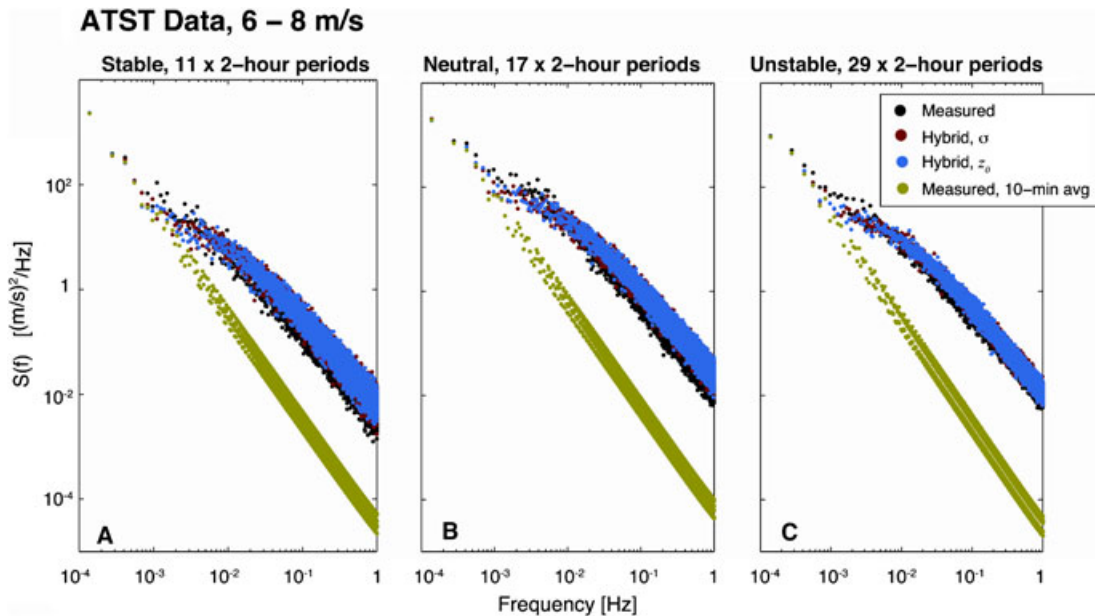 ATST Data, 6 – 8 m/s
Stable, 11 x 2–hour periods
Neutral, 17 x 2–hour periods
Unstable, 29 x 2–hour periods
Measured
Hybrid, σ
Hybrid, z₀
Measured, 10–min avg
S(f) [(m/s)²/Hz]
10²
1
10⁻²
10⁻⁴
A
B
C
10⁻⁴ 10⁻³ 10⁻² 10⁻¹ 1
10⁻⁴ 10⁻³ 10⁻² 10⁻¹ 1
10⁻⁴ 10⁻³ 10⁻² 10⁻¹ 1
Frequency [Hz]